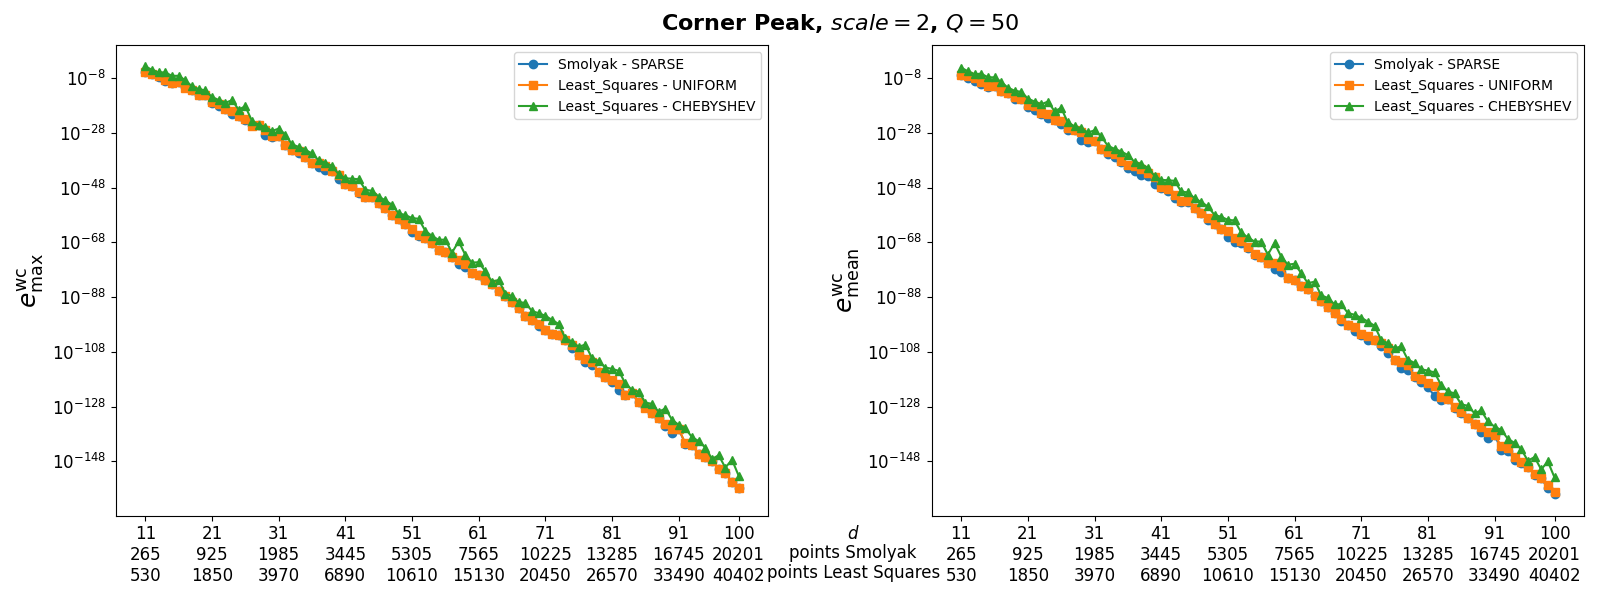 Corner Peak, scale = 2, Q = 50
Smolyak - SPARSE
Least_Squares - UNIFORM
Least_Squares - CHEBYSHEV
10^-8
10^-28
10^-48
10^-68
10^-88
10^-108
10^-128
10^-148
e^wc_max
11 21 31 41 51 61 71 81 91 100
265 925 1985 3445 5305 7565 10225 13285 16745 20201
530 1850 3970 6890 10610 15130 20450 26570 33490 40402
d
points Smolyak
points Least Squares
Smolyak - SPARSE
Least_Squares - UNIFORM
Least_Squares - CHEBYSHEV
10^-8
10^-28
10^-48
10^-68
10^-88
10^-108
10^-128
10^-148
e^wc_mean
11 21 31 41 51 61 71 81 91 100
265 925 1985 3445 5305 7565 10225 13285 16745 20201
530 1850 3970 6890 10610 15130 20450 26570 33490 40402